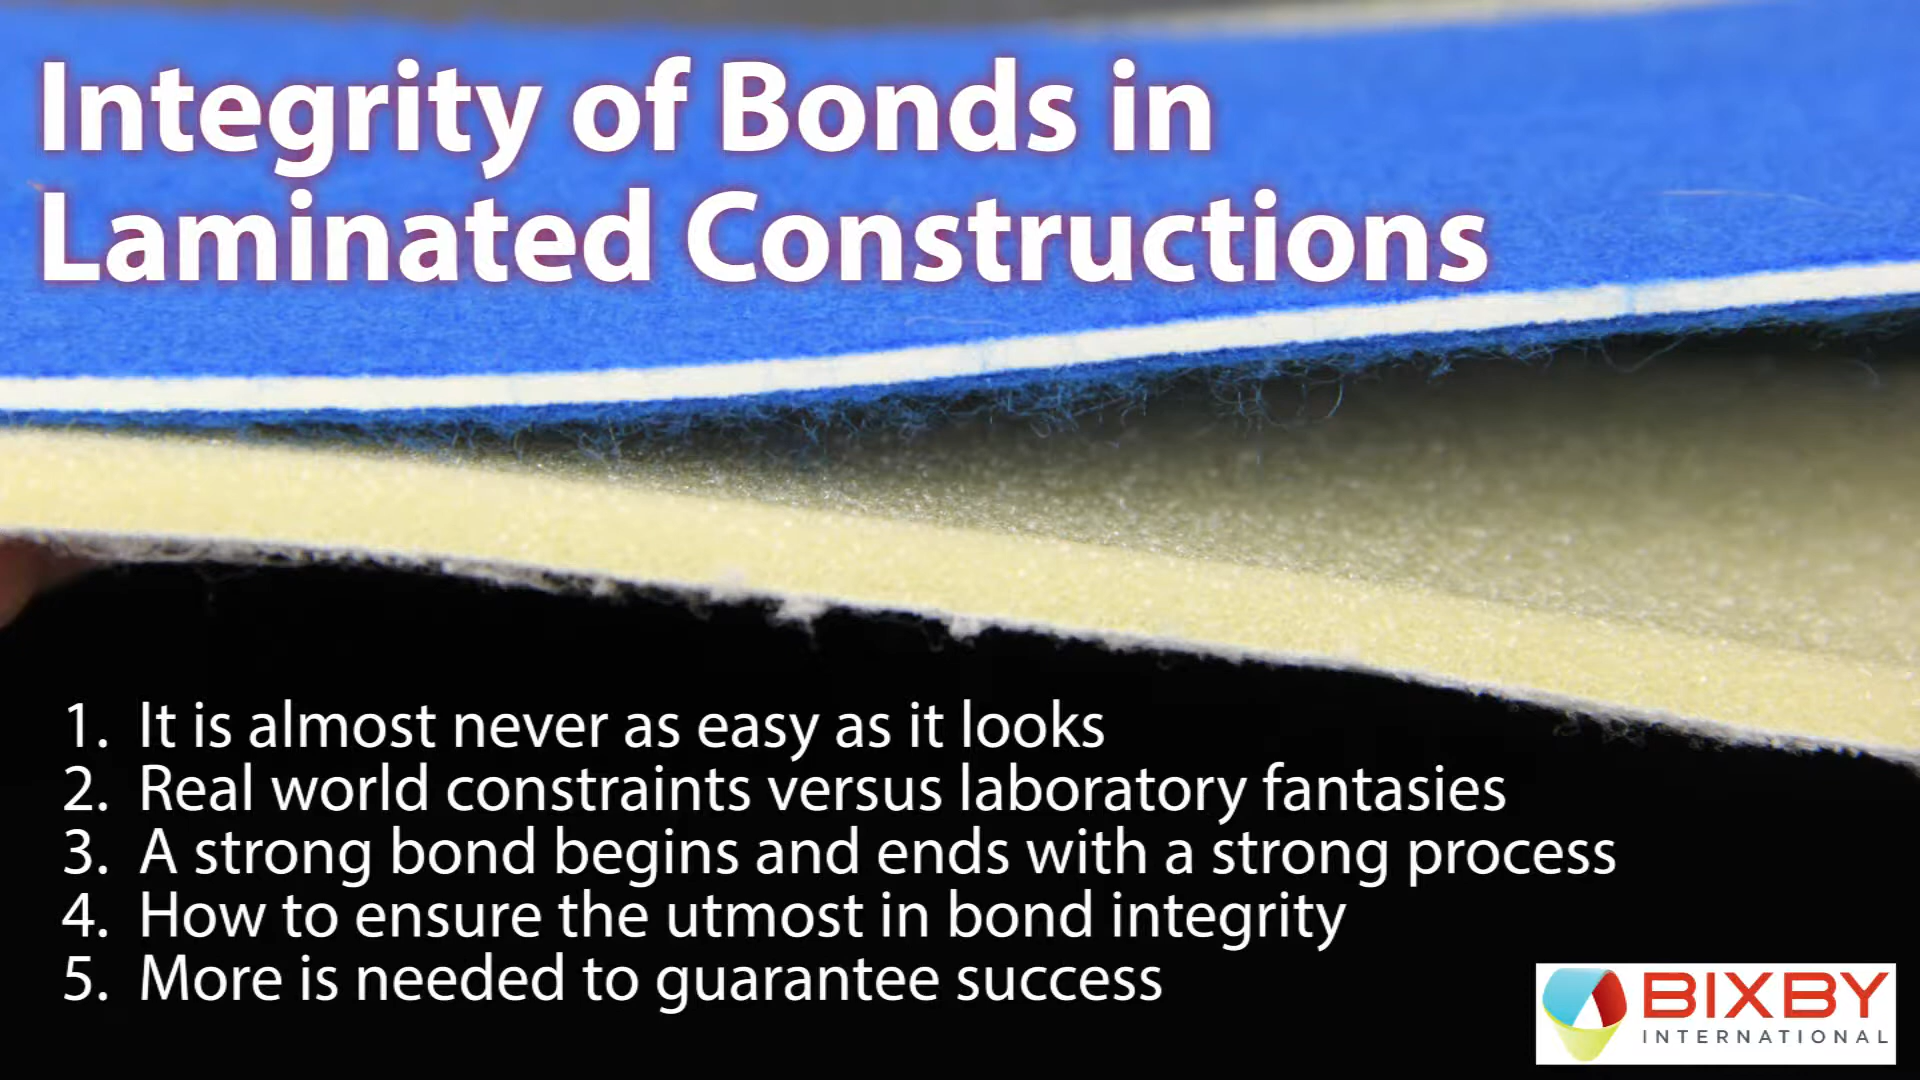 Integrity of Bonds in
Laminated Constructions
1. It is almost never as easy as it looks
2. Real world constraints versus laboratory fantasies
3. A strong bond begins and ends with a strong process
4. How to ensure the utmost in bond integrity
5. More is needed to guarantee success
BIXBY
INTERNATIONAL